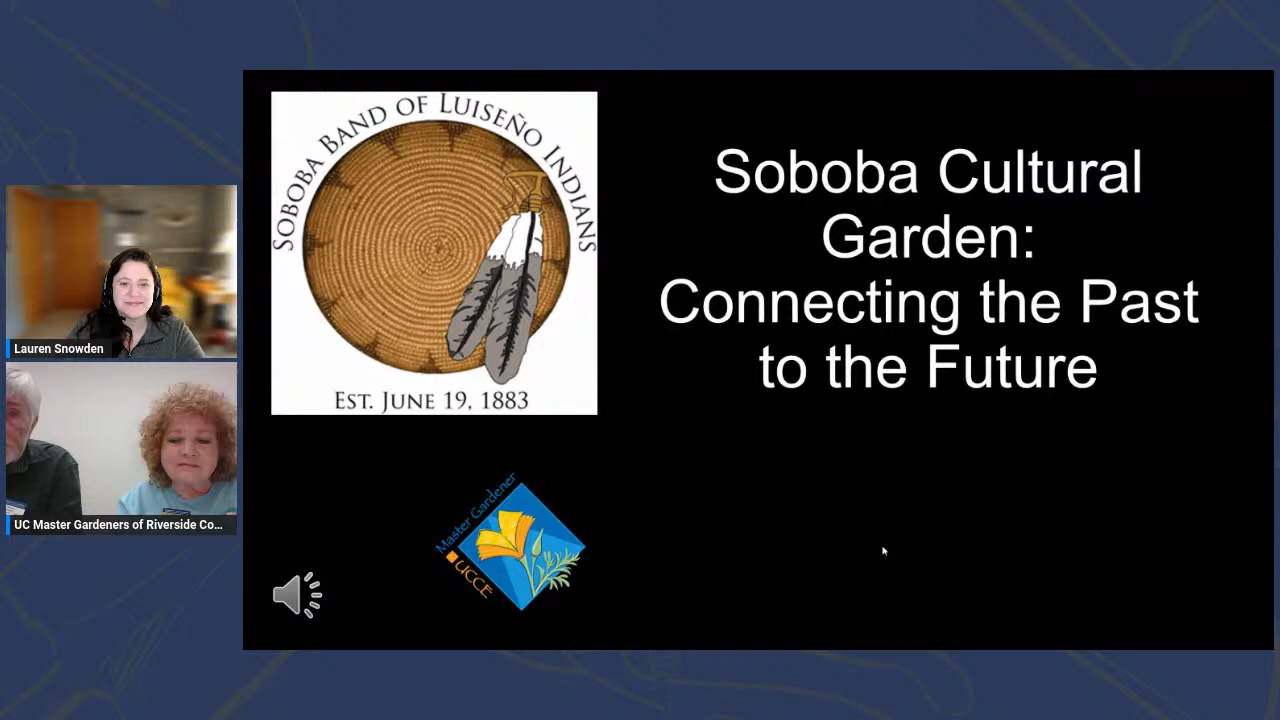 Lauren Snowden
UC Master Gardeners of Riverside Co...
SOBOBA BAND OF LUISEÑO INDIANS
EST. JUNE 19, 1883
Soboba Cultural
Garden:
Connecting the Past
to the Future
Master Gardener
UCCE